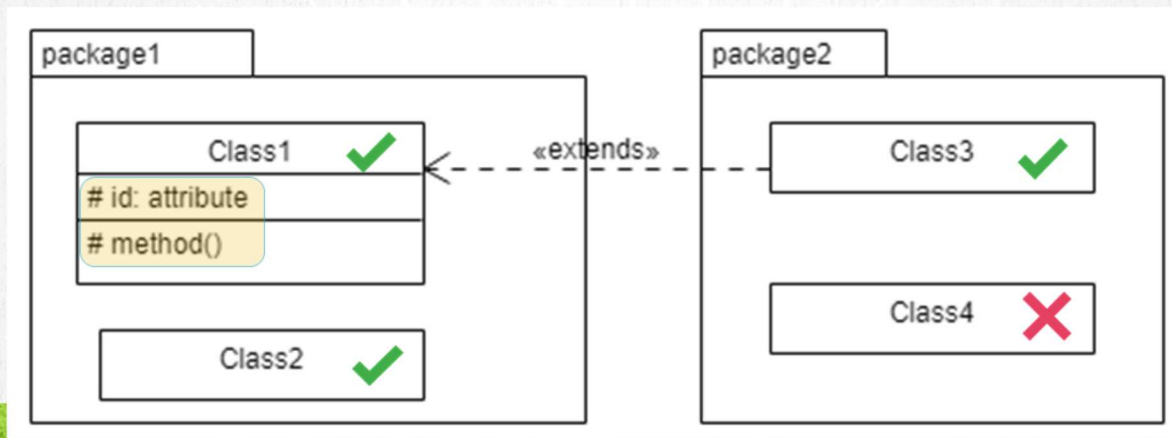 package1
Class1
# id: attribute
# method()
Class2
«extends»
package2
Class3
Class4